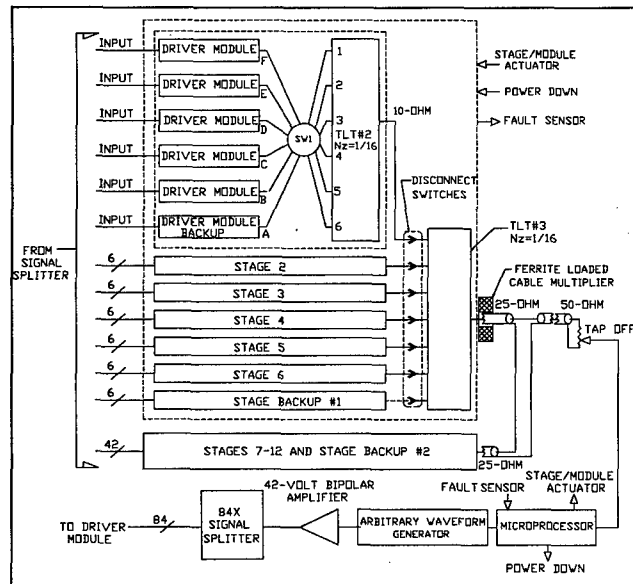 INPUT
DRIVER MODULE
F
INPUT
DRIVER MODULE
E
INPUT
DRIVER MODULE
D
INPUT
DRIVER MODULE
C
INPUT
DRIVER MODULE
B
INPUT
DRIVER MODULE
BACKUP
A
SW1
1
2
3
TLT#2
Nz=1/16
4
5
6
10-OHM
STAGE/MODULE
ACTUATOR
POWER DOWN
FAULT SENSOR
DISCONNECT
SWITCHES
TLT#3
Nz=1/16
FERRITE LOADED
CABLE MULTIPLIER
25-OHM
50-OHM
TAP OFF
FROM
SIGNAL
SPLITTER
6
STAGE 2
6
STAGE 3
6
STAGE 4
6
STAGE 5
6
STAGE 6
6
STAGE BACKUP #1
42
STAGES 7-12 AND STAGE BACKUP #2
25-OHM
42-VOLT BIPOLAR
AMPLIFIER
TO DRIVER
MODULE
84
84X
SIGNAL
SPLITTER
ARBITRARY WAVEFORM
GENERATOR
FAULT SENSOR
STAGE/MODULE
ACTUATOR
MICROPROCESSOR
POWER DOWN